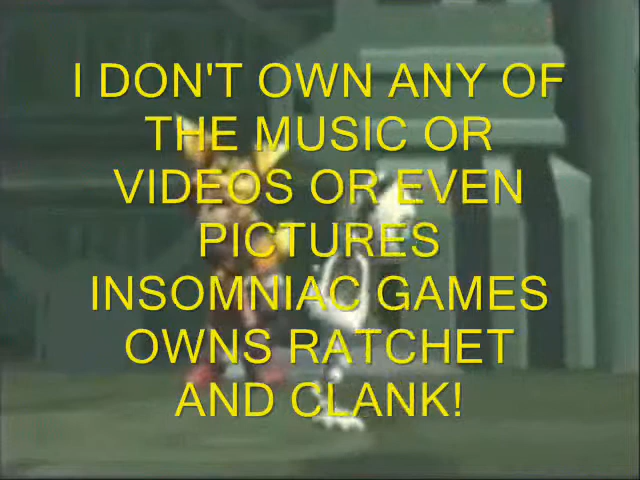 I DON'T OWN ANY OF
THE MUSIC OR
VIDEOS OR EVEN
PICTURES
INSOMNIAC GAMES
OWNS RATCHET
AND CLANK!